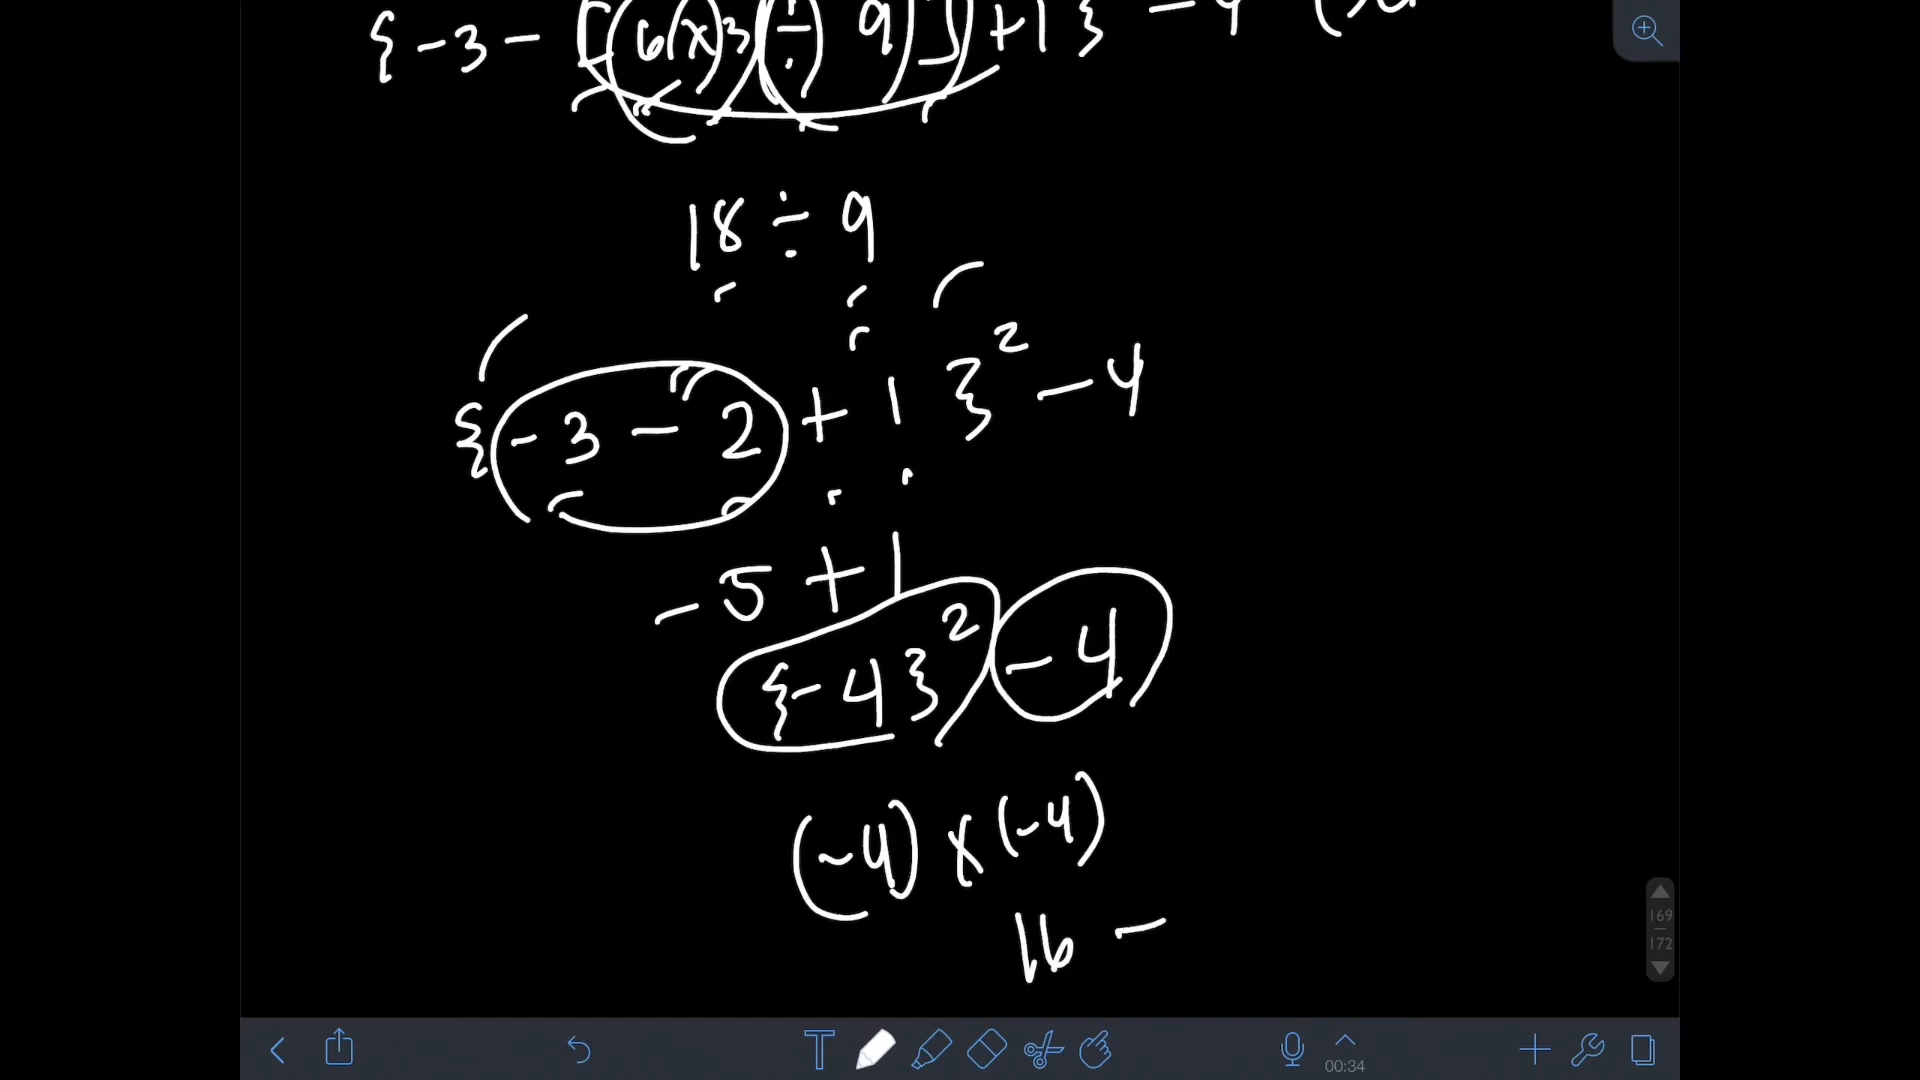 {-3-[(6(x)3(÷) 9)]+1} -4
18 ÷ 9
{-3-2+1}² -4
-5+1
{-4}² -4
(-4)x(-4)
16 -
169
172
T
00:34